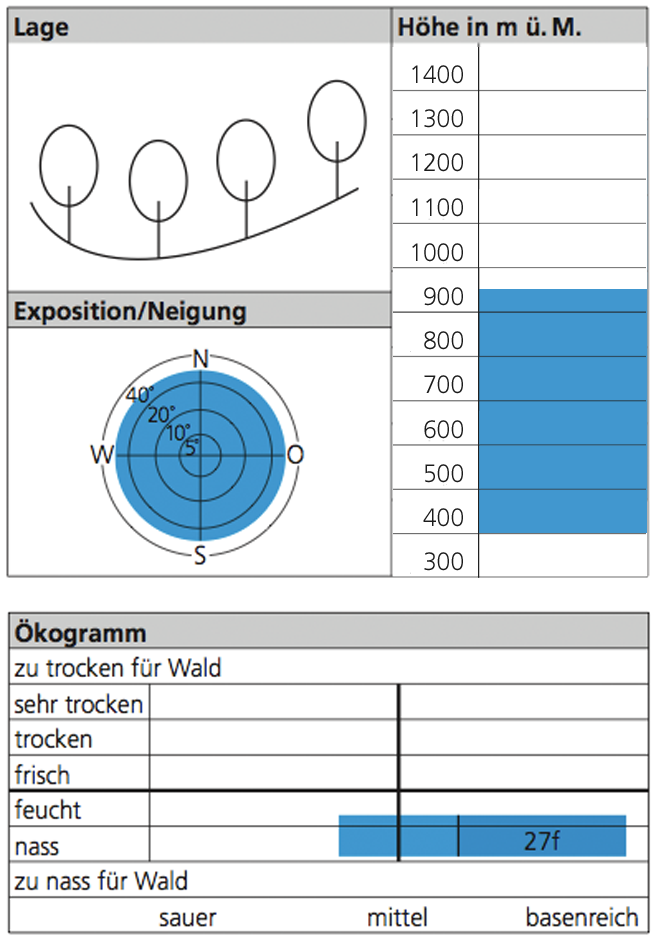 Lage
Höhe in m ü. M.
1400
1300
1200
1100
1000
900
800
700
600
500
400
300
Exposition/Neigung
N
40°
20°
10°
5°
W
O
S
Ökogramm
zu trocken für Wald
sehr trocken
trocken
frisch
feucht
nass
27f
zu nass für Wald
sauer mittel basenreich